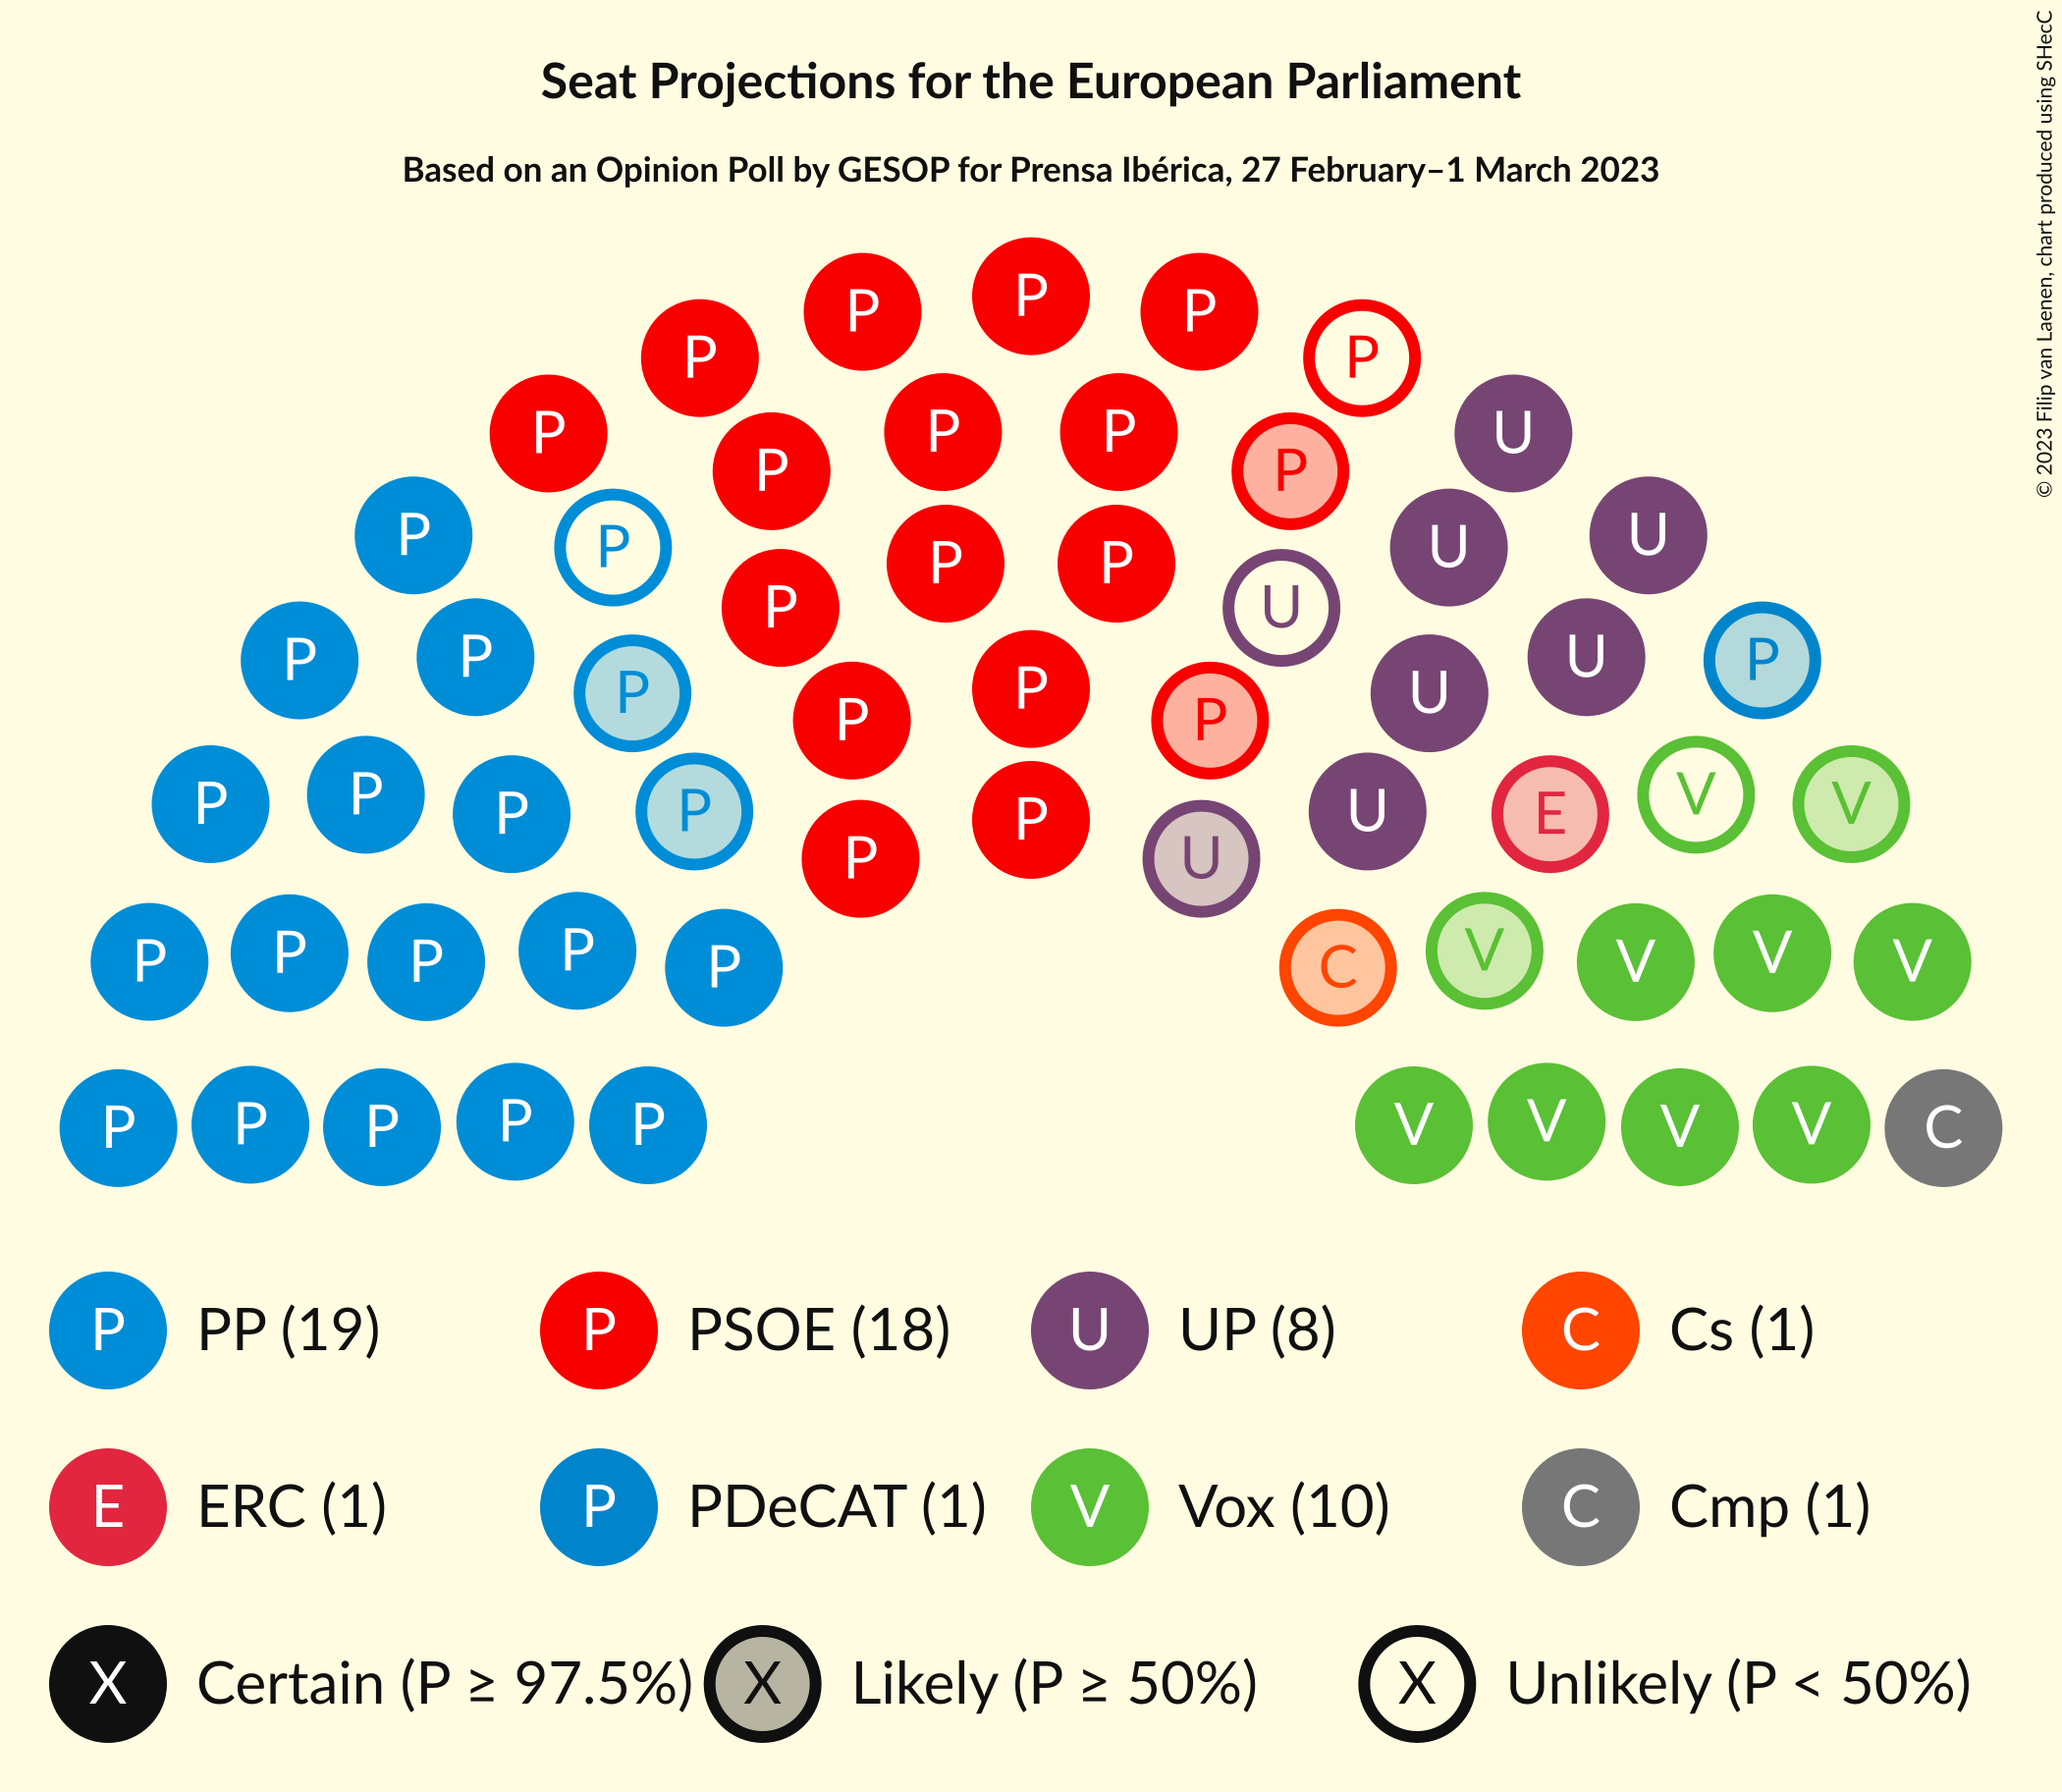 Seat Projections for the European Parliament
Based on an Opinion Poll by GESOP for Prensa Ibérica, 27 February–1 March 2023
© 2023 Filip van Laenen, chart produced using SHecC
P
P P
P P
P P
U
P P
P P
U U
P P
P P
U U
P P U
P P
P P
U P
P P P
V V
P P P
U E
P P U
P P P P P
C V V V V
P P P P P
V V V V C
P PP (19) P PSOE (18) U UP (8) C Cs (1)
E ERC (1) P PDeCAT (1) V Vox (10) C Cmp (1)
X Certain (P ≥ 97.5%) X Likely (P ≥ 50%) X Unlikely (P < 50%)